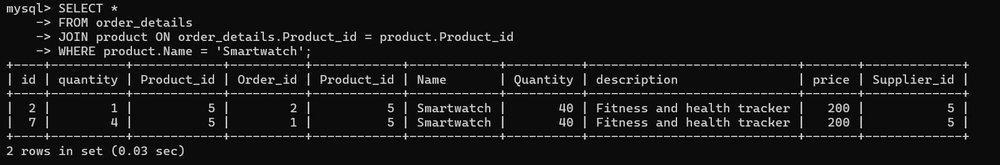 mysql> SELECT *
    -> FROM order_details
    -> JOIN product ON order_details.Product_id = product.Product_id
    -> WHERE product.Name = 'Smartwatch';
+----+----------+------------+----------+------------+------------+----------+----------------------------+-------+-------------+
| id | quantity | Product_id | Order_id | Product_id | Name       | Quantity | description                | price | Supplier_id |
+----+----------+------------+----------+------------+------------+----------+----------------------------+-------+-------------+
|  2 |        1 |          5 |        2 |          5 | Smartwatch |       40 | Fitness and health tracker |   200 |           5 |
|  7 |        4 |          5 |        1 |          5 | Smartwatch |       40 | Fitness and health tracker |   200 |           5 |
+----+----------+------------+----------+------------+------------+----------+----------------------------+-------+-------------+
2 rows in set (0.03 sec)